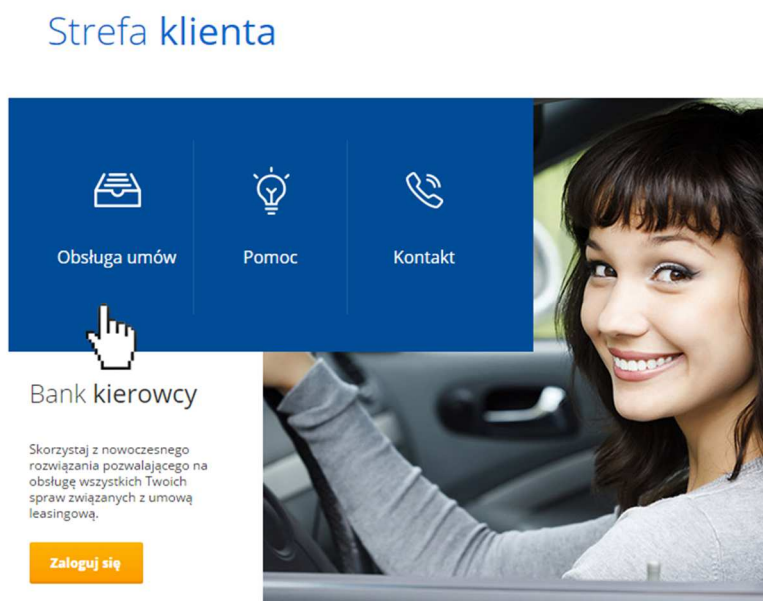 Strefa klienta
Obsługa umów
Pomoc
Kontakt
Bank kierowcy
Skorzystaj z nowoczesnego
rozwiązania pozwalającego na
obsługę wszystkich Twoich
spraw związanych z umową
leasingową.
Zaloguj się